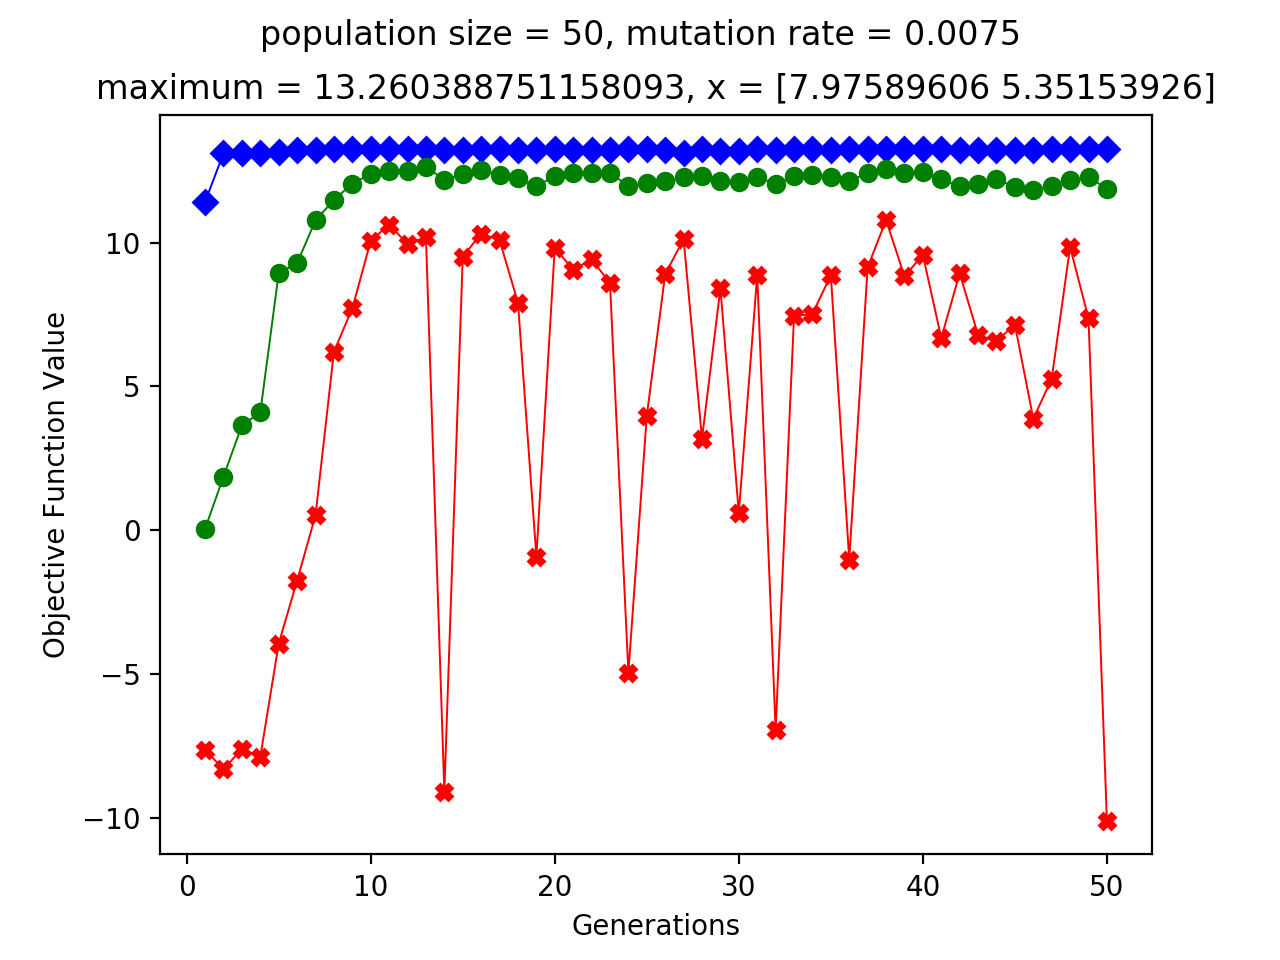 population size = 50, mutation rate = 0.0075
maximum = 13.260388751158093, x = [7.97589606 5.35153926]
10
5
0
−5
−10
Objective Function Value
0 10 20 30 40 50
Generations